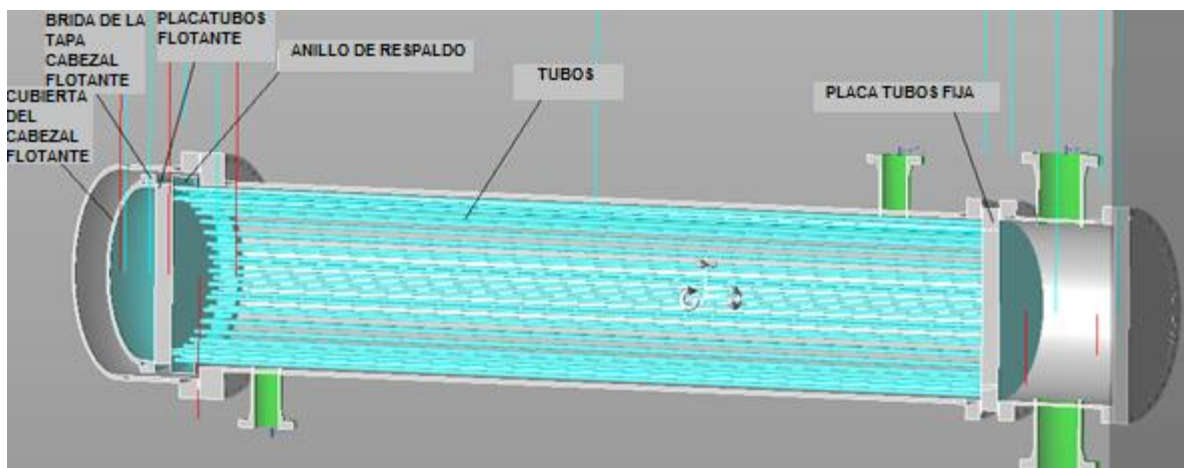 BRIDA DE LA
TAPA
CABEZAL
FLOTANTE
PLACATUBOS
FLOTANTE
ANILLO DE RESPALDO
TUBOS
PLACA TUBOS FIJA
CUBIERTA
DEL
CABEZAL
FLOTANTE